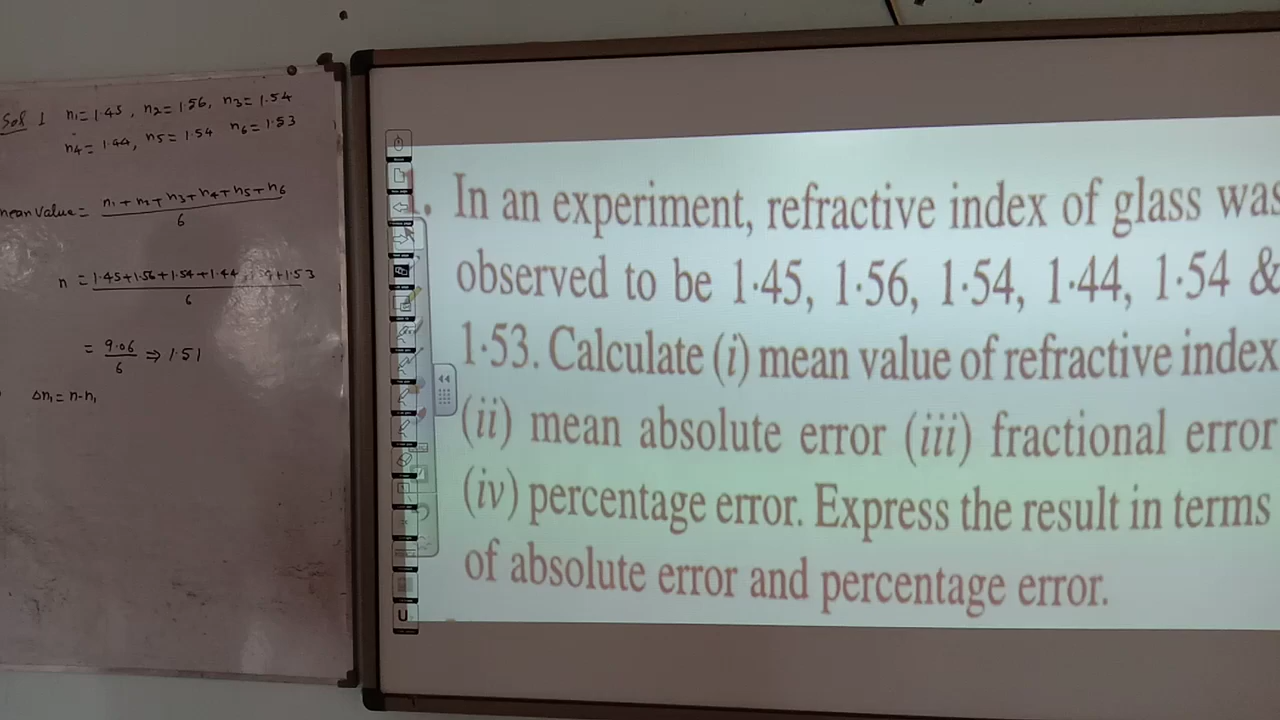 Sol 1 n₁=1.45, n₂=1.56, n₃=1.54
n₄=1.44, n₅=1.54 n₆=1.53
mean value = n₁+n₂+n₃+n₄+n₅+n₆
6
n = 1.45+1.56+1.54+1.44 +1.53
6
= 9.06/6 ⇒ 1.51
Δn₁ = n-n₁
1. In an experiment, refractive index of glass was
observed to be 1·45, 1·56, 1·54, 1·44, 1·54 &
1·53. Calculate (i) mean value of refractive index
(ii) mean absolute error (iii) fractional error
(iv) percentage error. Express the result in terms
of absolute error and percentage error.